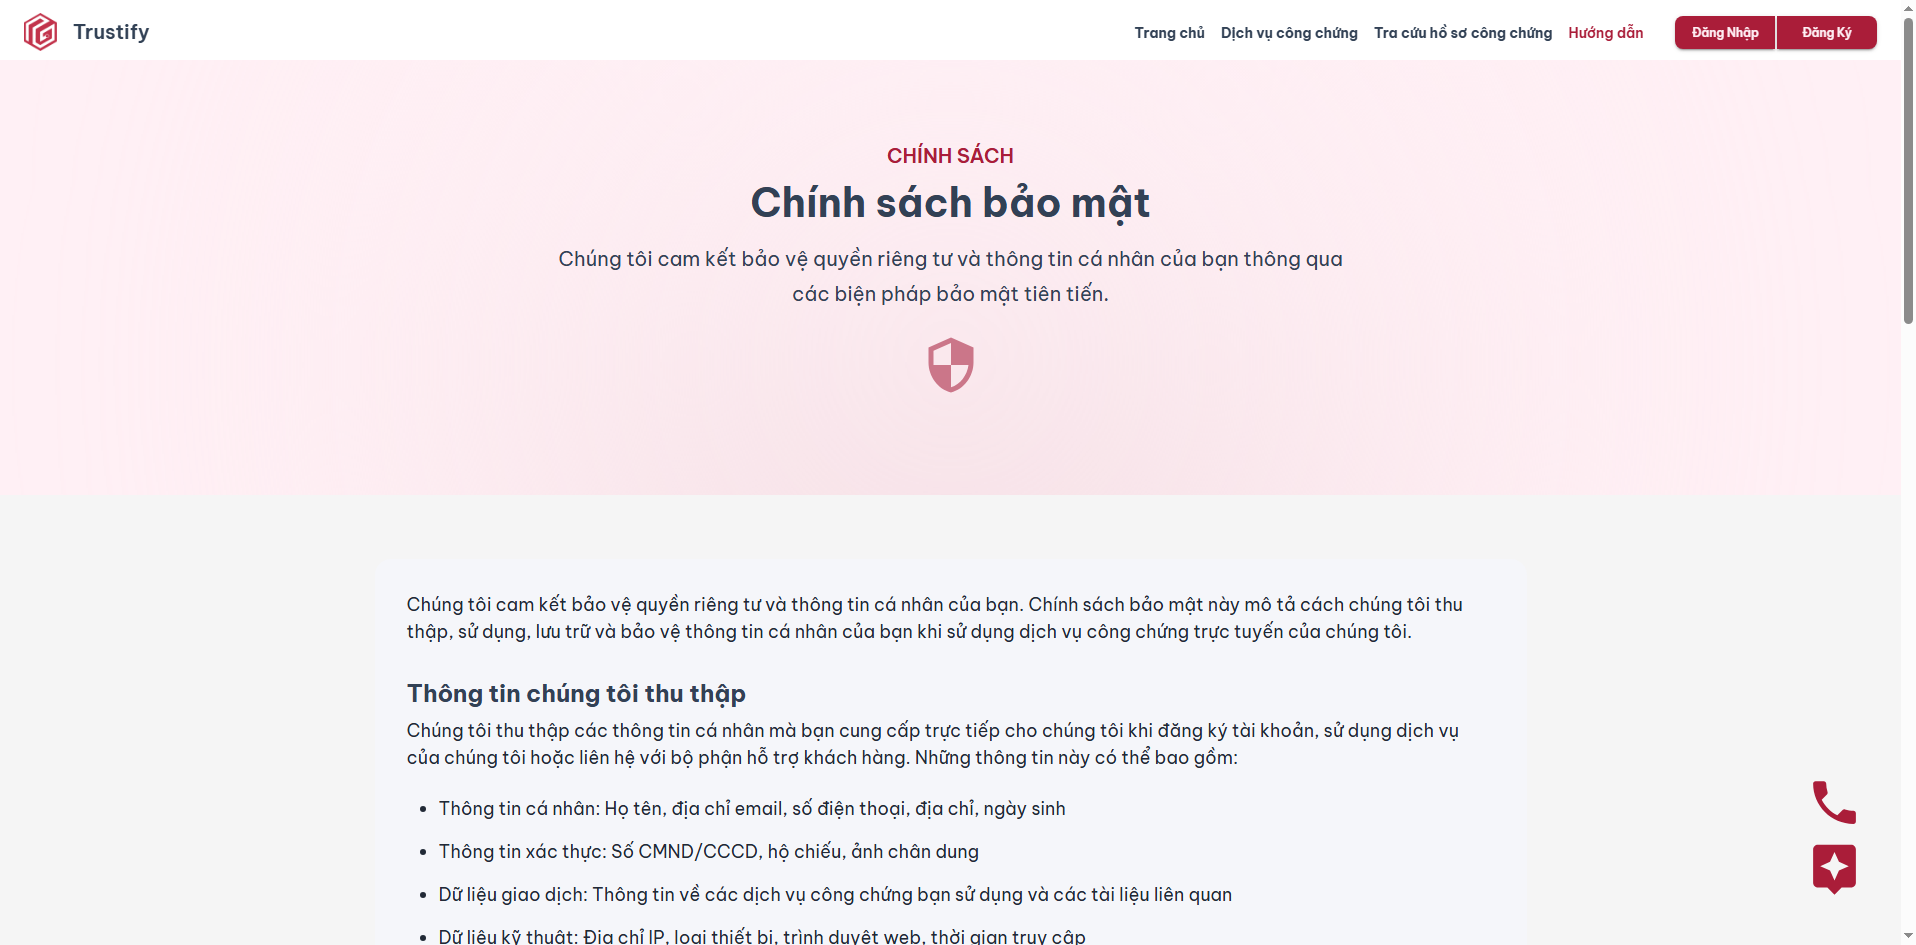 Trustify
Trang chủ
Dịch vụ công chứng
Tra cứu hồ sơ công chứng
Hướng dẫn
Đăng Nhập
Đăng Ký
CHÍNH SÁCH
Chính sách bảo mật
Chúng tôi cam kết bảo vệ quyền riêng tư và thông tin cá nhân của bạn thông qua
các biện pháp bảo mật tiên tiến.
Chúng tôi cam kết bảo vệ quyền riêng tư và thông tin cá nhân của bạn. Chính sách bảo mật này mô tả cách chúng tôi thu
thập, sử dụng, lưu trữ và bảo vệ thông tin cá nhân của bạn khi sử dụng dịch vụ công chứng trực tuyến của chúng tôi.
Thông tin chúng tôi thu thập
Chúng tôi thu thập các thông tin cá nhân mà bạn cung cấp trực tiếp cho chúng tôi khi đăng ký tài khoản, sử dụng dịch vụ
của chúng tôi hoặc liên hệ với bộ phận hỗ trợ khách hàng. Những thông tin này có thể bao gồm:
• Thông tin cá nhân: Họ tên, địa chỉ email, số điện thoại, địa chỉ, ngày sinh
• Thông tin xác thực: Số CMND/CCCD, hộ chiếu, ảnh chân dung
• Dữ liệu giao dịch: Thông tin về các dịch vụ công chứng bạn sử dụng và các tài liệu liên quan
• Dữ liệu kỹ thuật: Địa chỉ IP, loại thiết bị, trình duyệt web, thời gian truy cập